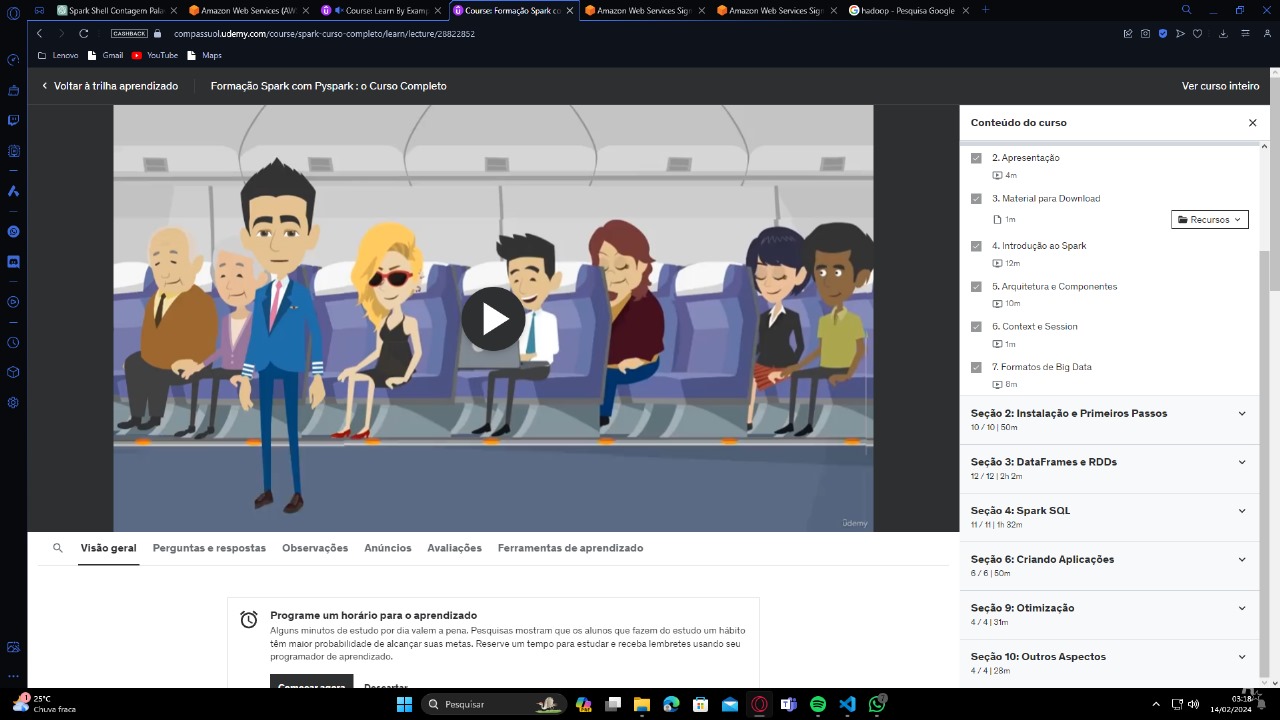 Spark Shell Contagem Pala
Amazon Web Services (AW
Course: Learn By Examp
Course: Formação Spark co
Amazon Web Services Sign
Amazon Web Services Sign
hadoop - Pesquisa Google
CASHBACK
compassuol.udemy.com/course/spark-curso-completo/learn/lecture/28822852
Lenovo Gmail YouTube Maps
Voltar à trilha aprendizado
Formação Spark com Pyspark : o Curso Completo
Ver curso inteiro
Conteúdo do curso
2. Apresentação
4m
3. Material para Download
1m
Recursos
4. Introdução ao Spark
12m
5. Arquitetura e Componentes
10m
6. Context e Session
1m
7. Formatos de Big Data
8m
Seção 2: Instalação e Primeiros Passos
10 / 10 | 50m
Seção 3: DataFrames e RDDs
12 / 12 | 2h 2m
Seção 4: Spark SQL
11 / 11 | 1h 32m
Seção 6: Criando Aplicações
6 / 6 | 50m
Seção 9: Otimização
4 / 4 | 31m
Seção 10: Outros Aspectos
4 / 4 | 28m
ûdemy
Visão geral Perguntas e respostas Observações Anúncios Avaliações Ferramentas de aprendizado
Programe um horário para o aprendizado
Alguns minutos de estudo por dia valem a pena. Pesquisas mostram que os alunos que fazem do estudo um hábito
têm maior probabilidade de alcançar suas metas. Reserve um tempo para estudar e receba lembretes usando seu
programador de aprendizado.
Começar agora Descartar
1
25°C
Chuva fraca
Pesquisar
03:18
14/02/2024